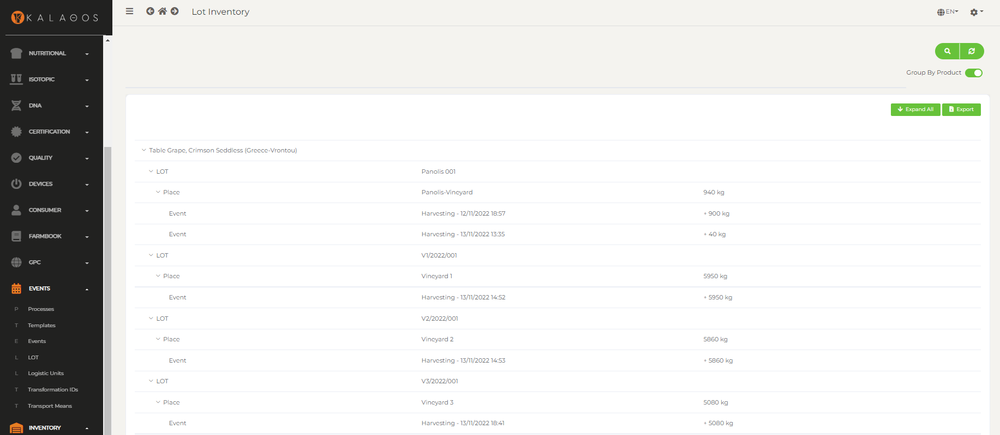 KALAΘOS
Lot Inventory
EN
NUTRITIONAL
ISOTOPIC
DNA
CERTIFICATION
QUALITY
DEVICES
CONSUMER
FARMBOOK
GPC
EVENTS
P Processes
T Templates
E Events
L LOT
L Logistic Units
T Transformation IDs
T Transport Means
INVENTORY
Group By Product
Expand All Export
Table Grape, Crimson Seddless (Greece-Vrontou)
LOT Panolis 001
Place Panolis-Vineyard 940 kg
Event Harvesting - 12/11/2022 18:57 + 900 kg
Event Harvesting - 13/11/2022 13:35 + 40 kg
LOT V1/2022/001
Place Vineyard 1 5950 kg
Event Harvesting - 13/11/2022 14:52 + 5950 kg
LOT V2/2022/001
Place Vineyard 2 5860 kg
Event Harvesting - 13/11/2022 14:53 + 5860 kg
LOT V3/2022/001
Place Vineyard 3 5080 kg
Event Harvesting - 13/11/2022 18:41 + 5080 kg